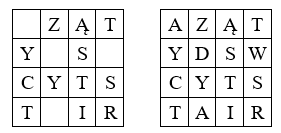 Z Ą T
Y S
C Y T S
T I R
A Z Ą T
Y D S W
C Y T S
T A I R